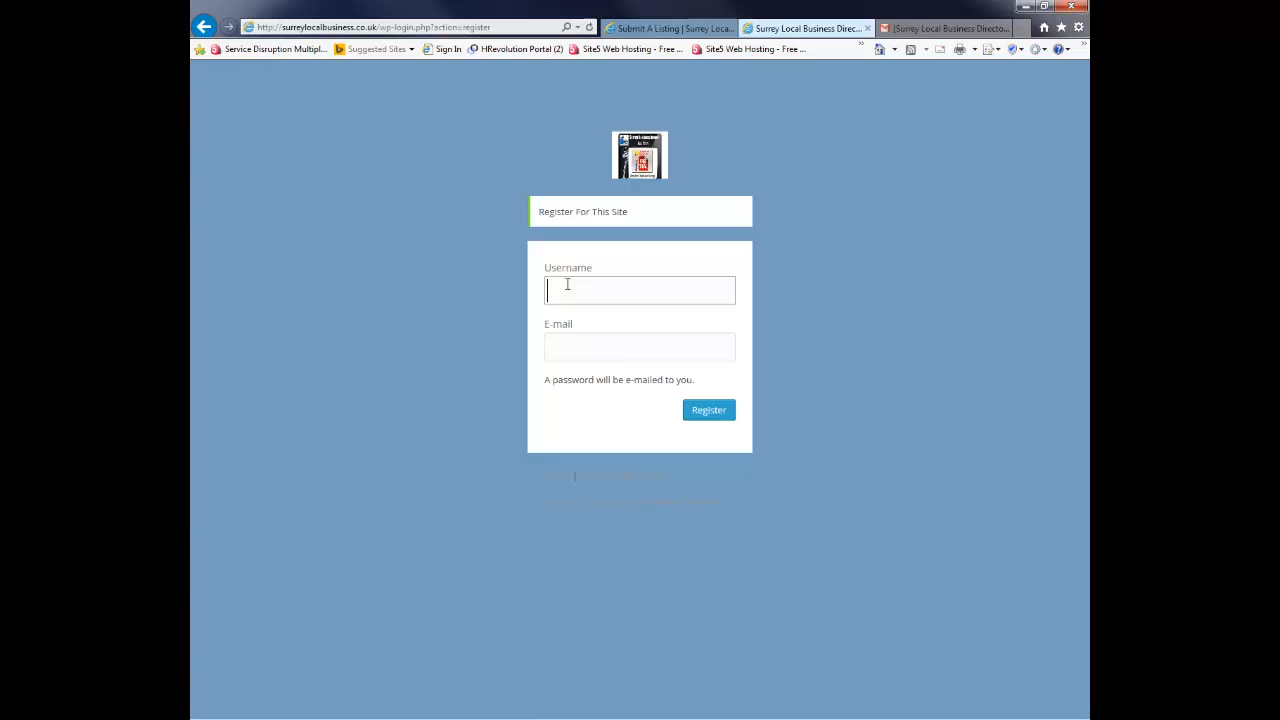 http://surreylocalbusiness.co.uk/wp-login.php?action=register
Submit A Listing | Surrey Loca...
Surrey Local Business Direc...
[Surrey Local Business Directo...
Service Disruption Multipl...
Suggested Sites
Sign In
HRevolution Portal (2)
Site5 Web Hosting - Free ...
Site5 Web Hosting - Free ...
Register For This Site
Username
E-mail
A password will be e-mailed to you.
Register